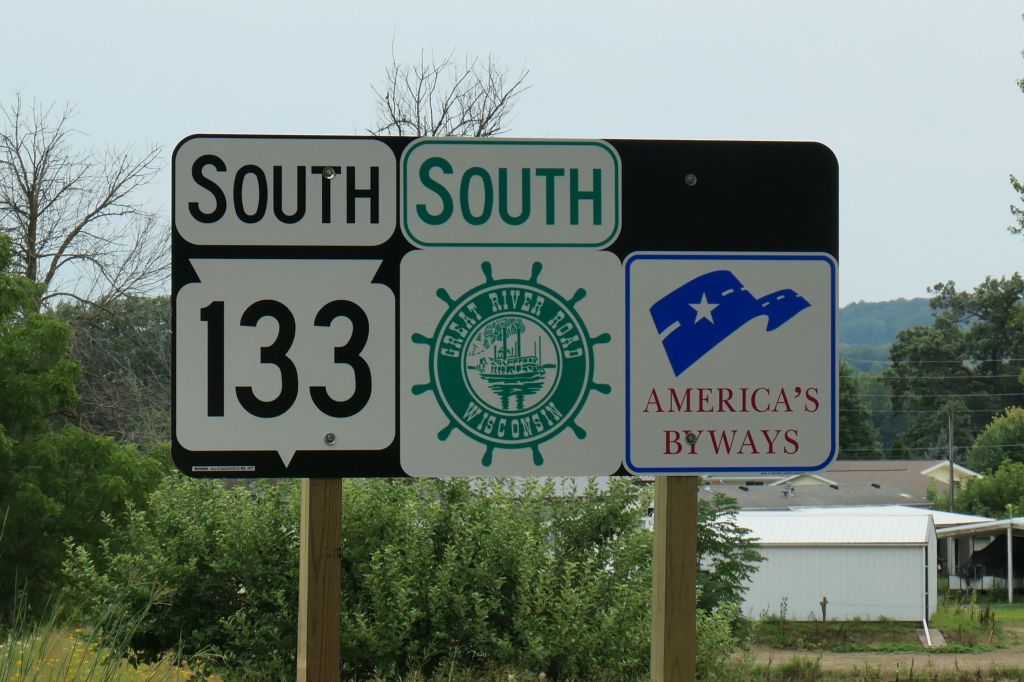 SOUTH
133
SOUTH
GREAT RIVER ROAD
WISCONSIN
AMERICA'S
BYWAYS